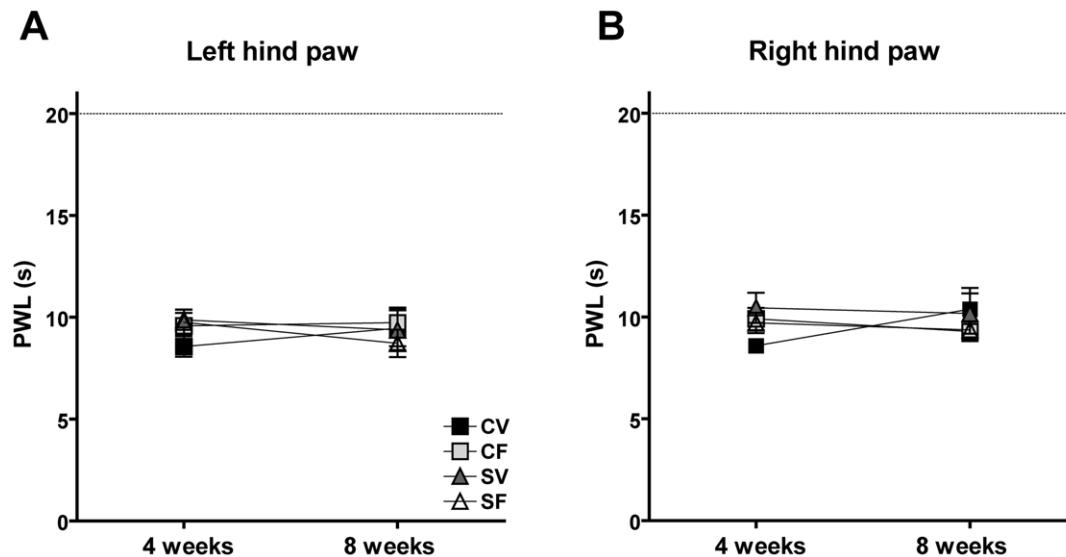 A
Left hind paw
20
15
10
5
0
PWL (s)
4 weeks
8 weeks
CV
CF
SV
SF
B
Right hind paw
20
15
10
5
0
PWL (s)
4 weeks
8 weeks